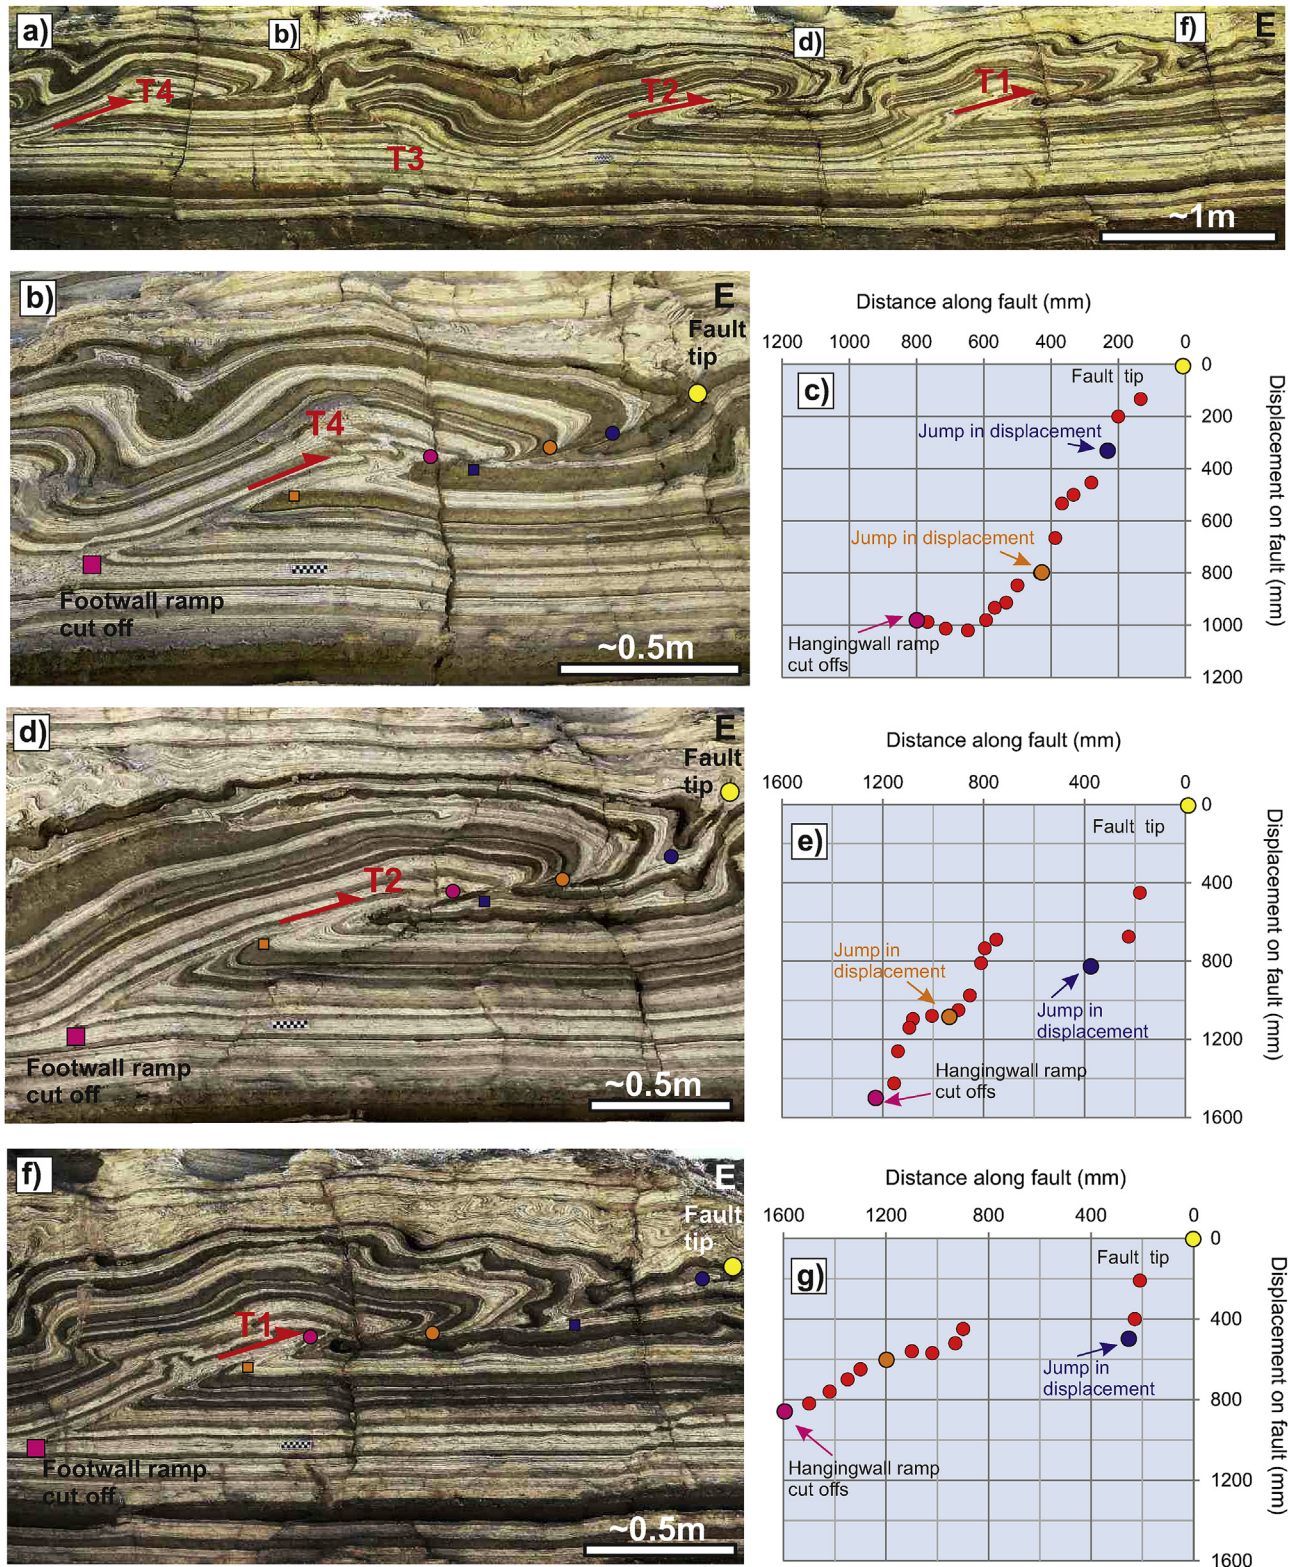 a)
b)
d)
f)
E
T4
T2
T1
T3
~1m
b)
E
Fault
tip
T4
Footwall ramp
cut off
~0.5m
Distance along fault (mm)
1200 1000 800 600 400 200 0
0
c)
Fault tip
200
Jump in displacement
400
600
Jump in displacement
800
1000
Hangingwall ramp
cut offs
1200
Displacement on fault (mm)
d)
E
Fault
tip
T2
Footwall ramp
cut off
~0.5m
Distance along fault (mm)
1600 1200 800 400 0
0
e)
Fault tip
400
Jump in
displacement
800
Jump in
displacement
1200
Hangingwall ramp
cut offs
1600
Displacement on fault (mm)
f)
E
Fault
tip
T1
Footwall ramp
cut off
~0.5m
Distance along fault (mm)
1600 1200 800 400 0
0
g)
Fault tip
400
Jump in
displacement
800
Hangingwall ramp
cut offs
1200
1600
Displacement on fault (mm)